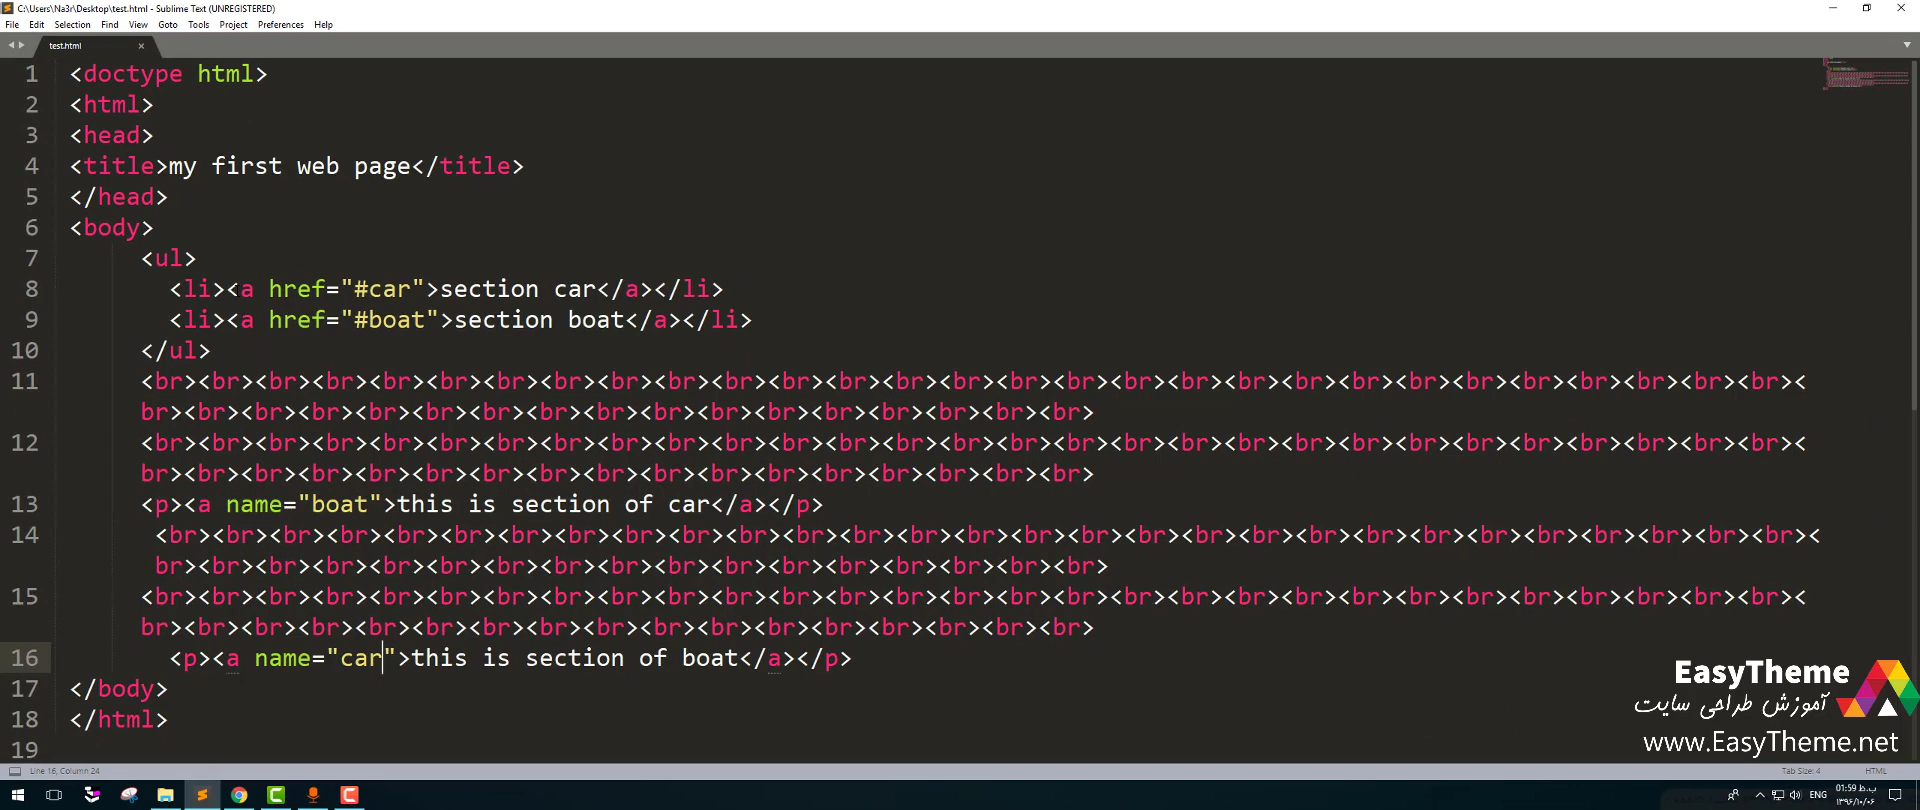 C:\Users\Na3r\Desktop\test.html - Sublime Text (UNREGISTERED)
File Edit Selection Find View Goto Tools Project Preferences Help
test.html
1 <doctype html>
2 <html>
3 <head>
4 <title>my first web page</title>
5 </head>
6 <body>
7 <ul>
8 <li><a href="#car">section car</a></li>
9 <li><a href="#boat">section boat</a></li>
10 </ul>
11 <br><br><br><br><br><br><br><br><br><br><br><br><br><br><br><br><br><br><br><br><br><br><br><br><br><br><br><br><br><
br><br><br><br><br><br><br><br><br><br><br><br><br><br><br><br><br>
12 <br><br><br><br><br><br><br><br><br><br><br><br><br><br><br><br><br><br><br><br><br><br><br><br><br><br><br><br><br><
br><br><br><br><br><br><br><br><br><br><br><br><br><br><br><br><br>
13 <p><a name="boat">this is section of car</a></p>
14 <br><br><br><br><br><br><br><br><br><br><br><br><br><br><br><br><br><br><br><br><br><br><br><br><br><br><br><br><br><
br><br><br><br><br><br><br><br><br><br><br><br><br><br><br><br><br>
15 <br><br><br><br><br><br><br><br><br><br><br><br><br><br><br><br><br><br><br><br><br><br><br><br><br><br><br><br><br><
br><br><br><br><br><br><br><br><br><br><br><br><br><br><br><br><br>
16 <p><a name="car">this is section of boat</a></p>
17 </body>
18 </html>
19
EasyTheme
آموزش طراحی سایت
www.EasyTheme.net
Line 16, Column 24 Tab Size: 4 HTML
ENG 01:59 ب.ظ
۱۳۹۶/۱۰/۰۶